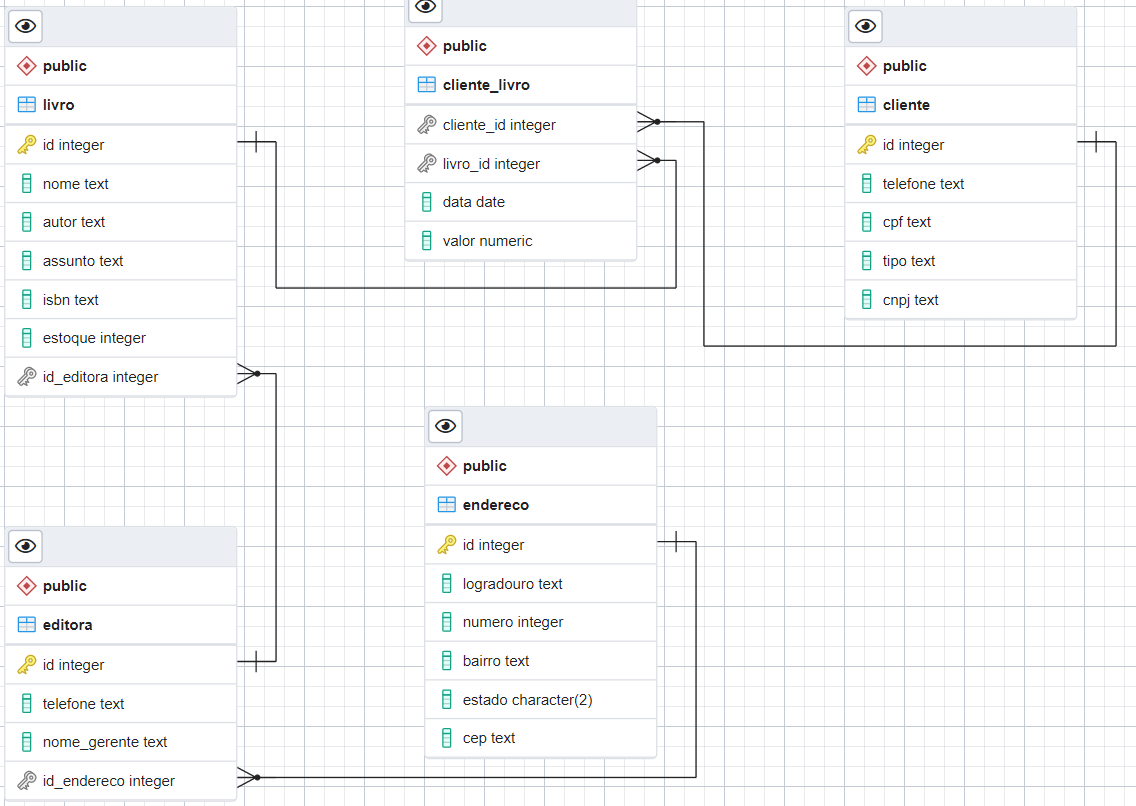 public
livro
id integer
nome text
autor text
assunto text
isbn text
estoque integer
id_editora integer
public
cliente_livro
cliente_id integer
livro_id integer
data date
valor numeric
public
cliente
id integer
telefone text
cpf text
tipo text
cnpj text
public
editora
id integer
telefone text
nome_gerente text
id_endereco integer
public
endereco
id integer
logradouro text
numero integer
bairro text
estado character(2)
cep text